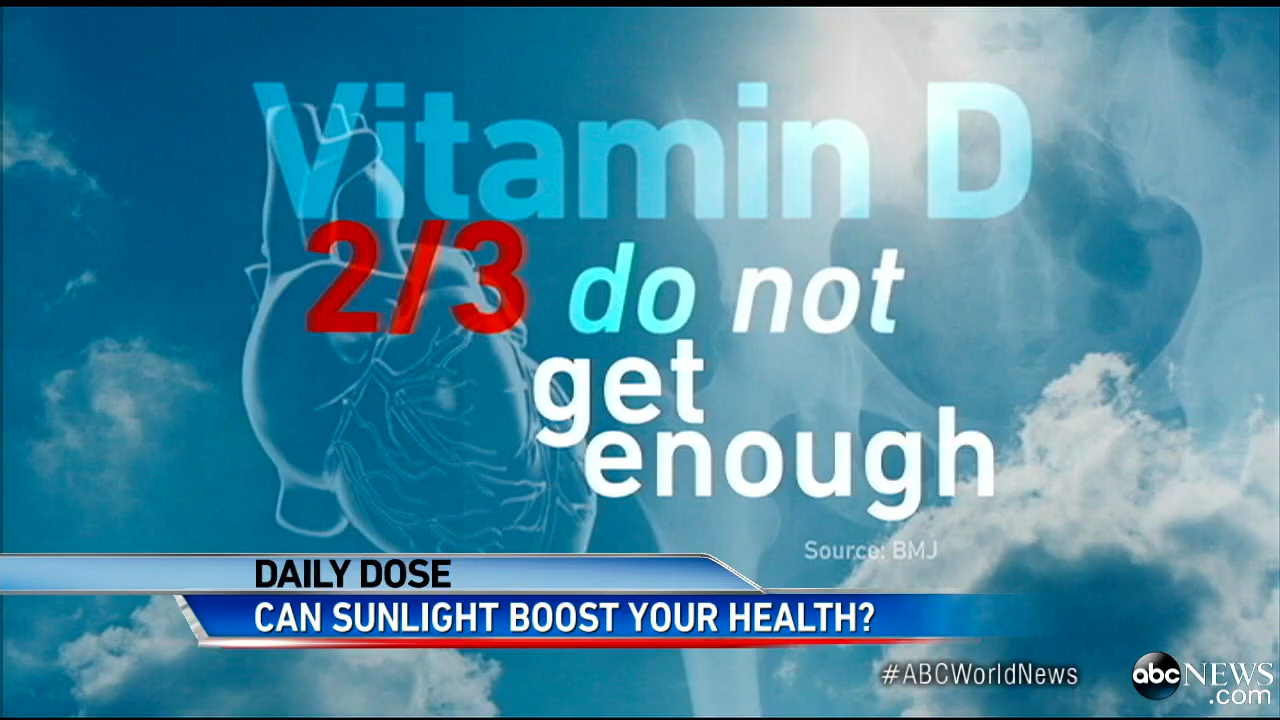 Vitamin D
2/3 do not
get
enough
Source: BMJ
DAILY DOSE
CAN SUNLIGHT BOOST YOUR HEALTH?
#ABCWorldNews
abc NEWS
.com